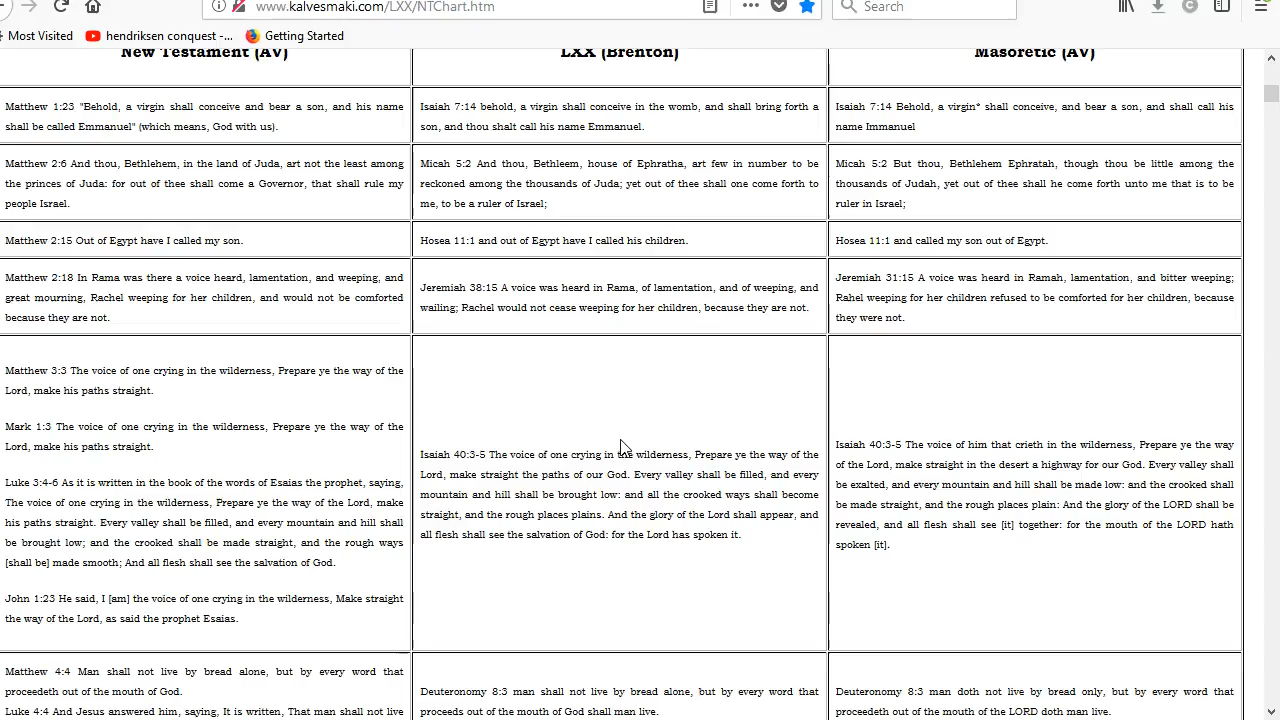 www.kalvesmaki.com/LXX/NTChart.htm
Search
Most Visited
hendriksen conquest -...
Getting Started
New Testament (AV)
LXX (Brenton)
Masoretic (AV)
Matthew 1:23 "Behold, a virgin shall conceive and bear a son, and his name
shall be called Emmanuel" (which means, God with us).
Isaiah 7:14 behold, a virgin shall conceive in the womb, and shall bring forth a
son, and thou shalt call his name Emmanuel.
Isaiah 7:14 Behold, a virgin* shall conceive, and bear a son, and shall call his
name Immanuel
Matthew 2:6 And thou, Bethlehem, in the land of Juda, art not the least among
the princes of Juda: for out of thee shall come a Governor, that shall rule my
people Israel.
Micah 5:2 And thou, Bethleem, house of Ephratha, art few in number to be
reckoned among the thousands of Juda; yet out of thee shall one come forth to
me, to be a ruler of Israel;
Micah 5:2 But thou, Bethlehem Ephratah, though thou be little among the
thousands of Judah, yet out of thee shall he come forth unto me that is to be
ruler in Israel;
Matthew 2:15 Out of Egypt have I called my son.
Hosea 11:1 and out of Egypt have I called his children.
Hosea 11:1 and called my son out of Egypt.
Matthew 2:18 In Rama was there a voice heard, lamentation, and weeping, and
great mourning, Rachel weeping for her children, and would not be comforted
because they are not.
Jeremiah 38:15 A voice was heard in Rama, of lamentation, and of weeping, and
wailing; Rachel would not cease weeping for her children, because they are not.
Jeremiah 31:15 A voice was heard in Ramah, lamentation, and bitter weeping;
Rahel weeping for her children refused to be comforted for her children, because
they were not.
Matthew 3:3 The voice of one crying in the wilderness, Prepare ye the way of the
Lord, make his paths straight.
Mark 1:3 The voice of one crying in the wilderness, Prepare ye the way of the
Lord, make his paths straight.
Luke 3:4-6 As it is written in the book of the words of Esaias the prophet, saying,
The voice of one crying in the wilderness, Prepare ye the way of the Lord, make
his paths straight. Every valley shall be filled, and every mountain and hill shall
be brought low; and the crooked shall be made straight, and the rough ways
[shall be] made smooth; And all flesh shall see the salvation of God.
John 1:23 He said, I [am] the voice of one crying in the wilderness, Make straight
the way of the Lord, as said the prophet Esaias.
Isaiah 40:3-5 The voice of one crying in the wilderness, Prepare ye the way of the
Lord, make straight the paths of our God. Every valley shall be filled, and every
mountain and hill shall be brought low: and all the crooked ways shall become
straight, and the rough places plains. And the glory of the Lord shall appear, and
all flesh shall see the salvation of God: for the Lord has spoken it.
Isaiah 40:3-5 The voice of him that crieth in the wilderness, Prepare ye the way
of the Lord, make straight in the desert a highway for our God. Every valley shall
be exalted, and every mountain and hill shall be made low: and the crooked shall
be made straight, and the rough places plain: And the glory of the LORD shall be
revealed, and all flesh shall see [it] together: for the mouth of the LORD hath
spoken [it].
Matthew 4:4 Man shall not live by bread alone, but by every word that
proceedeth out of the mouth of God.
Luke 4:4 And Jesus answered him, saying, It is written, That man shall not live
Deuteronomy 8:3 man shall not live by bread alone, but by every word that
proceeds out of the mouth of God shall man live.
Deuteronomy 8:3 man doth not live by bread only, but by every word that
proceedeth out of the mouth of the LORD doth man live.